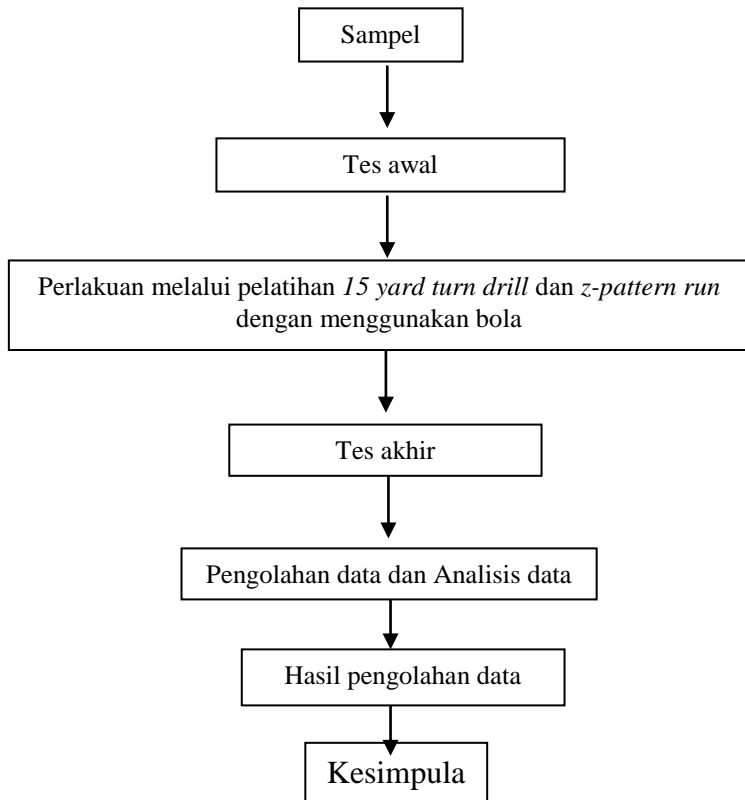 Sampel
Tes awal
Perlakuan melalui pelatihan 15 yard turn drill dan z-pattern run
dengan menggunakan bola
Tes akhir
Pengolahan data dan Analisis data
Hasil pengolahan data
Kesimpula